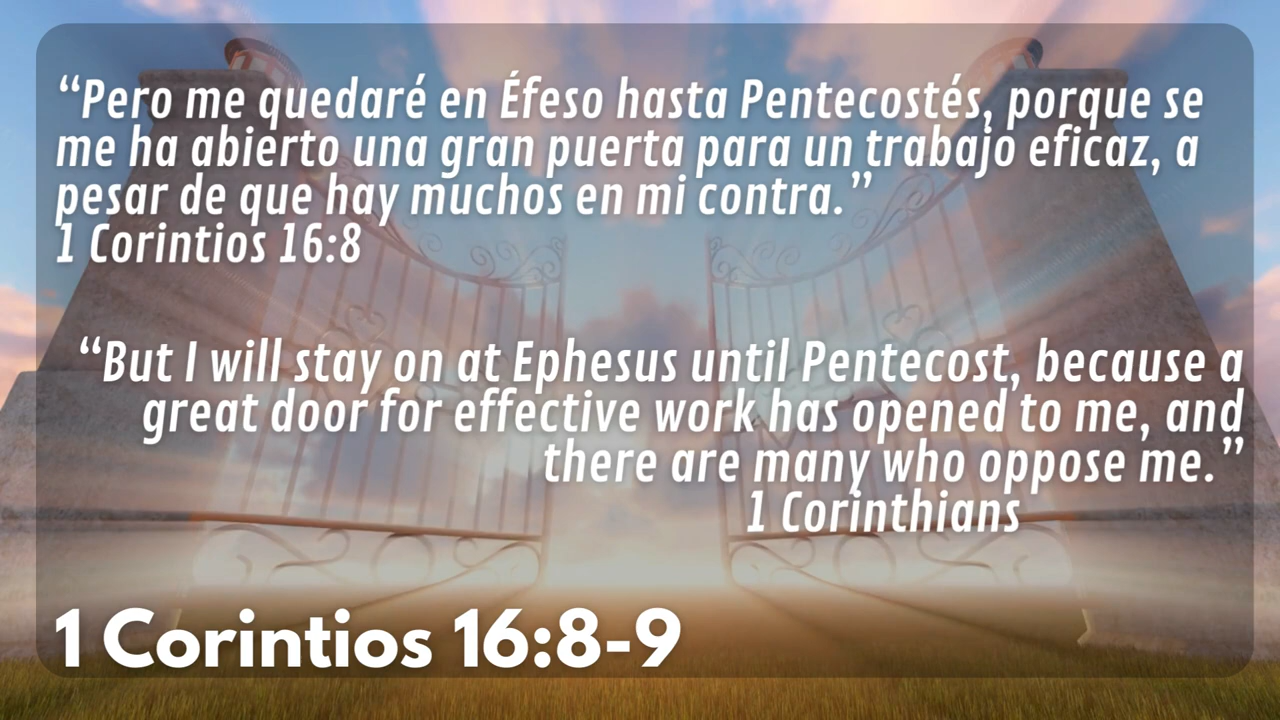 “Pero me quedaré en Éfeso hasta Pentecostés, porque se
me ha abierto una gran puerta para un trabajo eficaz, a
pesar de que hay muchos en mi contra.”
1 Corintios 16:8
“But I will stay on at Ephesus until Pentecost, because a
great door for effective work has opened to me, and
there are many who oppose me.”
1 Corinthians
1 Corintios 16:8-9